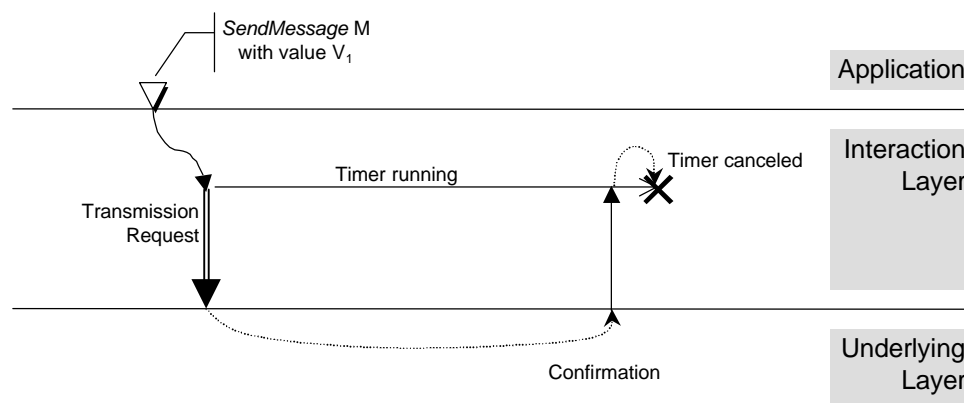 SendMessage M
with value V₁
Application
Interaction
Layer
Timer running
Timer canceled
Transmission
Request
Confirmation
Underlying
Layer